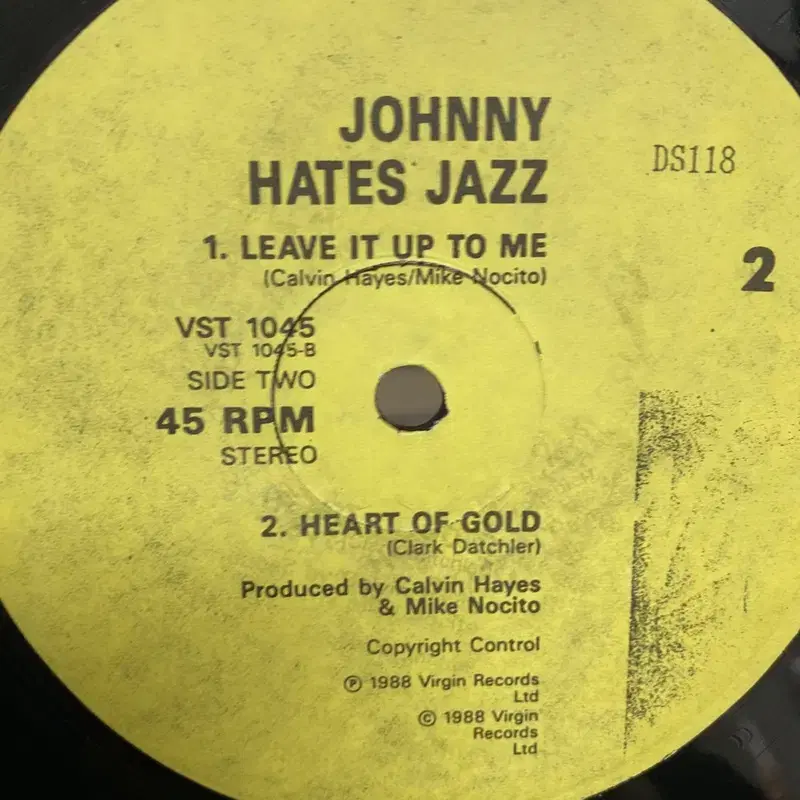 JOHNNY
HATES JAZZ
DS118
1. LEAVE IT UP TO ME
(Calvin Hayes/Mike Nocito)
2
VST 1045
VST 1045-B
SIDE TWO
45 RPM
STEREO
2. HEART OF GOLD
(Clark Datchler)
Produced by Calvin Hayes
& Mike Nocito
Copyright Control
℗ 1988 Virgin Records
Ltd
© 1988 Virgin
Records
Ltd